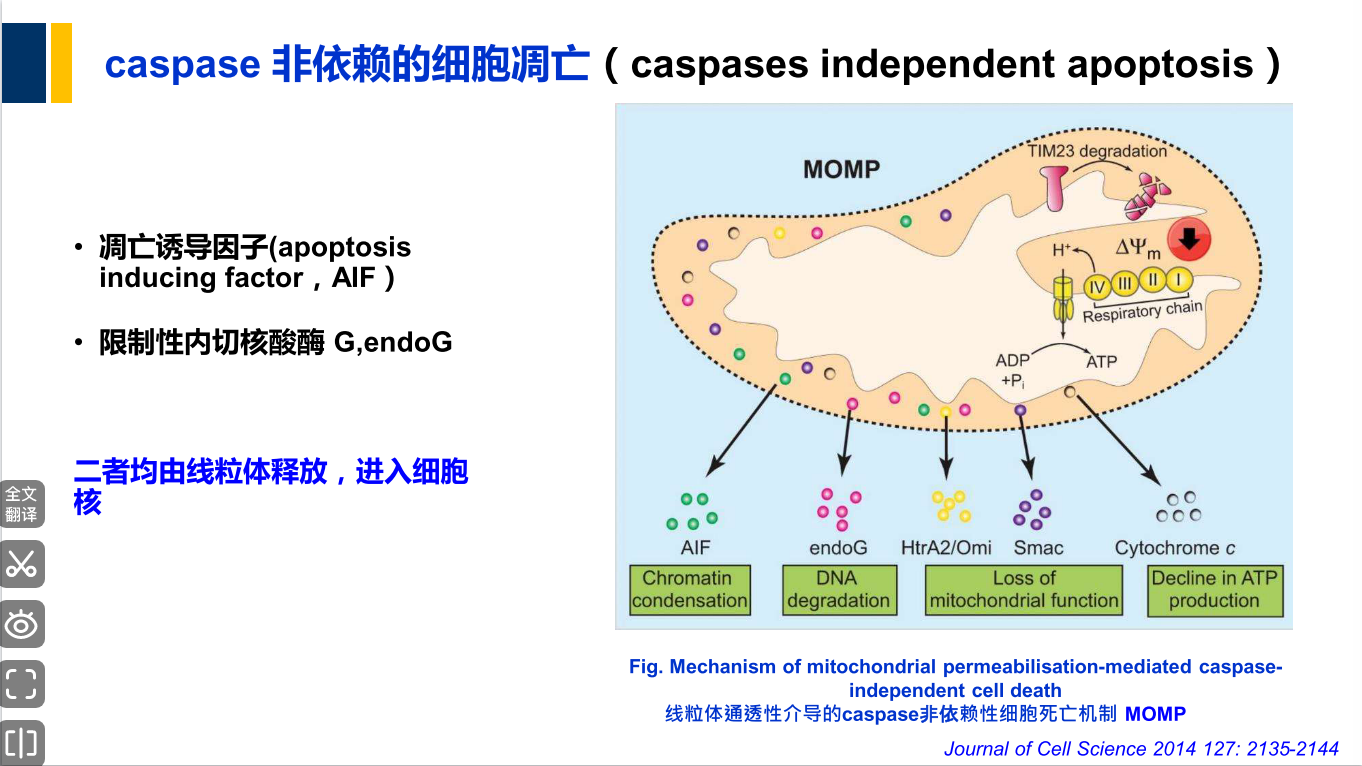 caspase 非依赖的细胞凋亡（caspases independent apoptosis）
• 凋亡诱导因子(apoptosis
inducing factor，AIF）
• 限制性内切核酸酶 G,endoG
二者均由线粒体释放，进入细胞
核
全文
翻译
MOMP
TIM23 degradation
H⁺
ΔΨm
IV III II I
Respiratory chain
ADP
+Pi
ATP
AIF
endoG
HtrA2/Omi
Smac
Cytochrome c
Chromatin
condensation
DNA
degradation
Loss of
mitochondrial function
Decline in ATP
production
Fig. Mechanism of mitochondrial permeabilisation-mediated caspase-
independent cell death
线粒体通透性介导的caspase非依赖性细胞死亡机制 MOMP
Journal of Cell Science 2014 127: 2135-2144